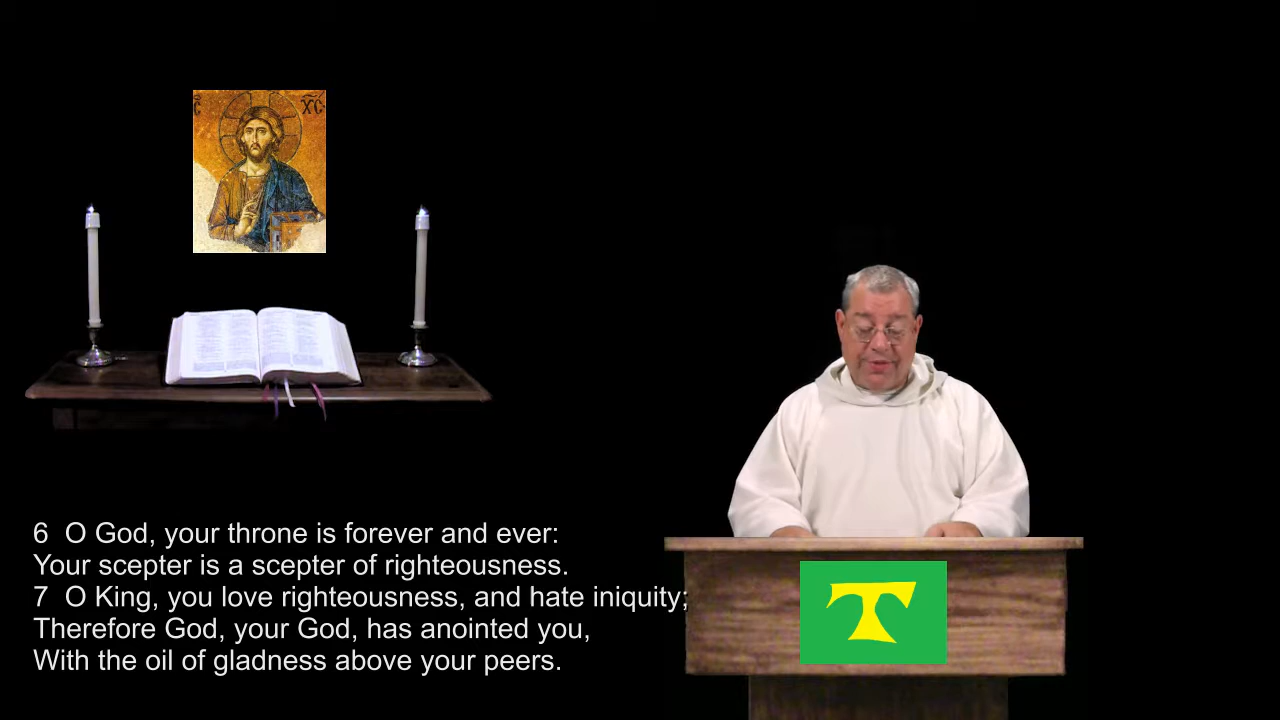 C XC
6 O God, your throne is forever and ever:
Your scepter is a scepter of righteousness.
7 O King, you love righteousness, and hate iniquity;
Therefore God, your God, has anointed you,
With the oil of gladness above your peers.
T